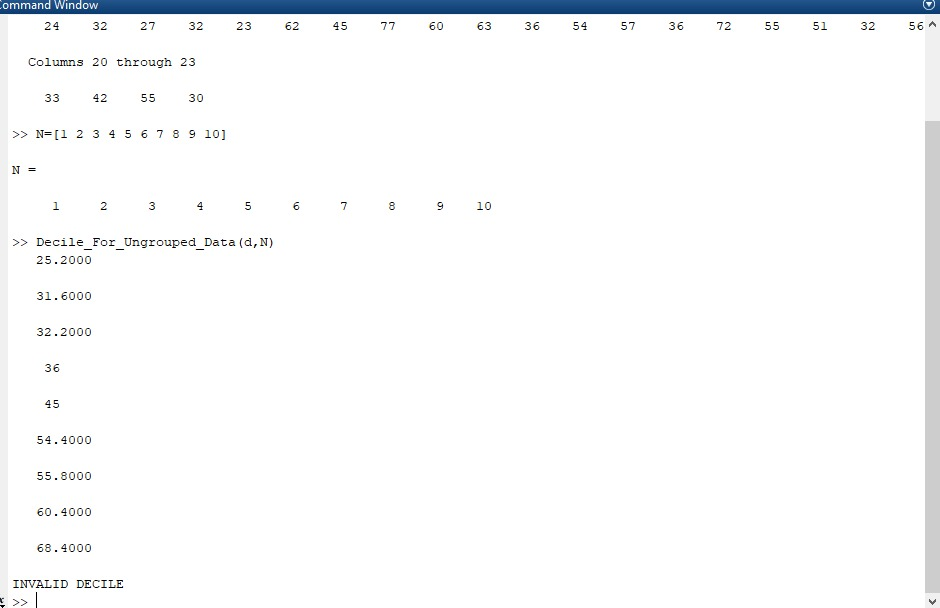 ommand Window
24 32 27 32 23 62 45 77 60 63 36 54 57 36 72 55 51 32 56
Columns 20 through 23
33 42 55 30
>> N=[1 2 3 4 5 6 7 8 9 10]
N =
1 2 3 4 5 6 7 8 9 10
>> Decile_For_Ungrouped_Data(d,N)
25.2000
31.6000
32.2000
36
45
54.4000
55.8000
60.4000
68.4000
INVALID DECILE
>>